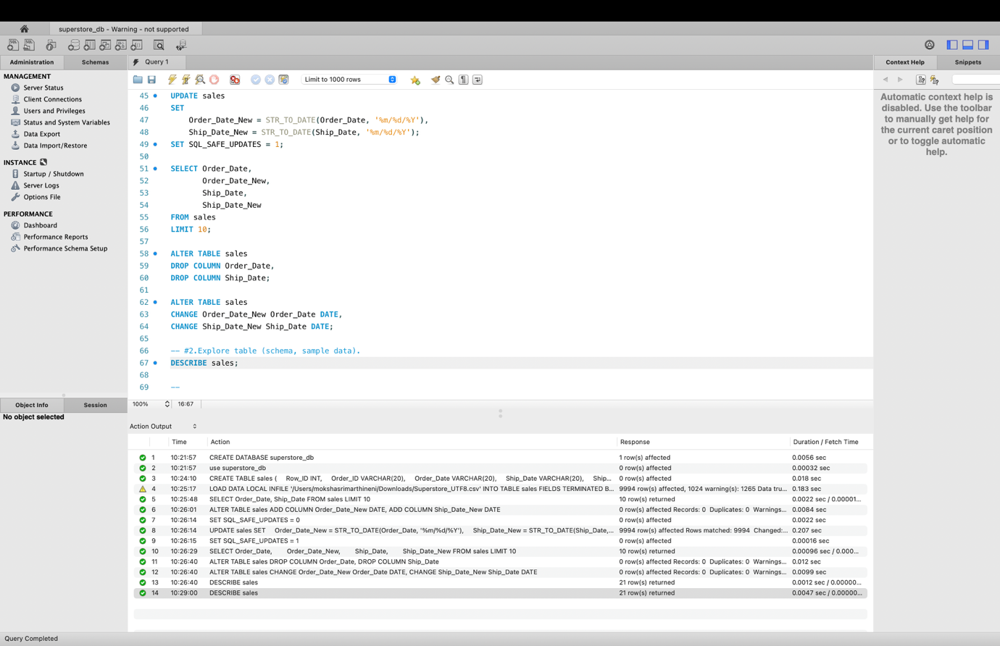 superstore_db - Warning - not supported
Administration
Schemas
Query 1
Context Help
Snippets
MANAGEMENT
Server Status
Client Connections
Users and Privileges
Status and System Variables
Data Export
Data Import/Restore
INSTANCE
Startup / Shutdown
Server Logs
Options File
PERFORMANCE
Dashboard
Performance Reports
Performance Schema Setup
Object Info
Session
No object selected
Limit to 1000 rows
45 UPDATE sales
46 SET
47 Order_Date_New = STR_TO_DATE(Order_Date, '%m/%d/%Y'),
48 Ship_Date_New = STR_TO_DATE(Ship_Date, '%m/%d/%Y');
49 SET SQL_SAFE_UPDATES = 1;
50
51 SELECT Order_Date,
52 Order_Date_New,
53 Ship_Date,
54 Ship_Date_New
55 FROM sales
56 LIMIT 10;
57
58 ALTER TABLE sales
59 DROP COLUMN Order_Date,
60 DROP COLUMN Ship_Date;
61
62 ALTER TABLE sales
63 CHANGE Order_Date_New Order_Date DATE,
64 CHANGE Ship_Date_New Ship_Date DATE;
65
66 -- #2.Explore table (schema, sample data).
67 DESCRIBE sales;
68
69 --
100% 16:67
Automatic context help is
disabled. Use the toolbar
to manually get help for
the current caret position
or to toggle automatic
help.
Action Output
Time Action Response Duration / Fetch Time
1 10:21:57 CREATE DATABASE superstore_db 1 row(s) affected 0.0056 sec
2 10:21:57 use superstore_db 0 row(s) affected 0.00032 sec
3 10:24:10 CREATE TABLE sales ( Row_ID INT, Order_ID VARCHAR(20), Order_Date VARCHAR(20), Ship_Date VARCHAR(20), Ship... 0 row(s) affected 0.018 sec
4 10:25:17 LOAD DATA LOCAL INFILE '/Users/mokshasrimarthineni/Downloads/Superstore_UTF8.csv' INTO TABLE sales FIELDS TERMINATED B... 9994 row(s) affected, 1024 warning(s): 1265 Data tru... 0.183 sec
5 10:25:48 SELECT Order_Date, Ship_Date FROM sales LIMIT 10 10 row(s) returned 0.0022 sec / 0.00001...
6 10:26:01 ALTER TABLE sales ADD COLUMN Order_Date_New DATE, ADD COLUMN Ship_Date_New DATE 0 row(s) affected Records: 0 Duplicates: 0 Warnings... 0.0084 sec
7 10:26:14 SET SQL_SAFE_UPDATES = 0 0 row(s) affected 0.0022 sec
8 10:26:14 UPDATE sales SET Order_Date_New = STR_TO_DATE(Order_Date, '%m/%d/%Y'), Ship_Date_New = STR_TO_DATE(Ship_Date,... 9994 row(s) affected Rows matched: 9994 Changed:... 0.207 sec
9 10:26:15 SET SQL_SAFE_UPDATES = 1 0 row(s) affected 0.00016 sec
10 10:26:29 SELECT Order_Date, Order_Date_New, Ship_Date, Ship_Date_New FROM sales LIMIT 10 10 row(s) returned 0.00096 sec / 0.000...
11 10:26:40 ALTER TABLE sales DROP COLUMN Order_Date, DROP COLUMN Ship_Date 0 row(s) affected Records: 0 Duplicates: 0 Warnings... 0.012 sec
12 10:26:40 ALTER TABLE sales CHANGE Order_Date_New Order_Date DATE, CHANGE Ship_Date_New Ship_Date DATE 0 row(s) affected Records: 0 Duplicates: 0 Warnings... 0.0099 sec
13 10:26:40 DESCRIBE sales 21 row(s) returned 0.0012 sec / 0.00000...
14 10:29:00 DESCRIBE sales 21 row(s) returned 0.0047 sec / 0.00000...
Query Completed